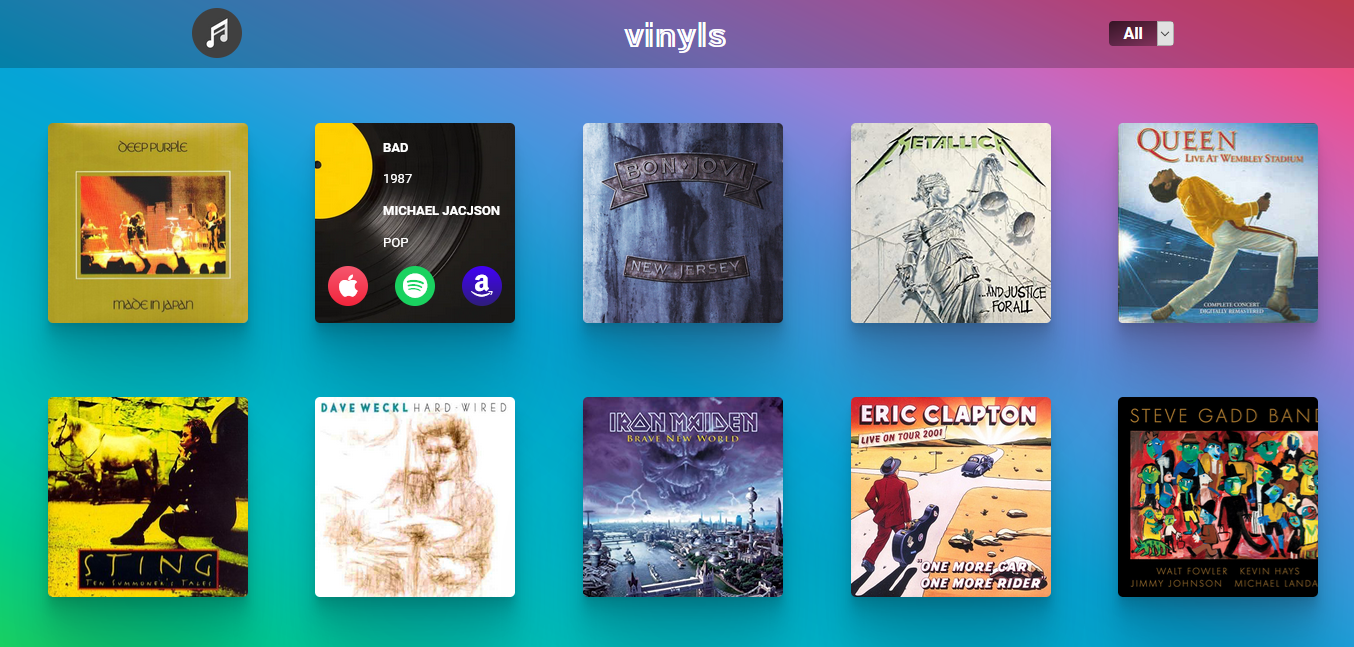 vinyls
All
DEEP PURPLE
MADE IN JAPAN
BAD
1987
MICHAEL JACJSON
POP
BON JOVI
NEW JERSEY
METALLICA
...AND JUSTICE
FOR ALL
QUEEN
LIVE AT WEMBLEY STADIUM
COMPLETE CONCERT
DIGITALLY REMASTERED
STING
TEN SUMMONER'S TALES
DAVE WECKL HARD-WIRED
IRON MAIDEN
BRAVE NEW WORLD
ERIC CLAPTON
LIVE ON TOUR 2001
"ONE MORE CAR
ONE MORE RIDER"
STEVE GADD BAND
WALT FOWLER KEVIN HAYS
JIMMY JOHNSON MICHAEL LANDA